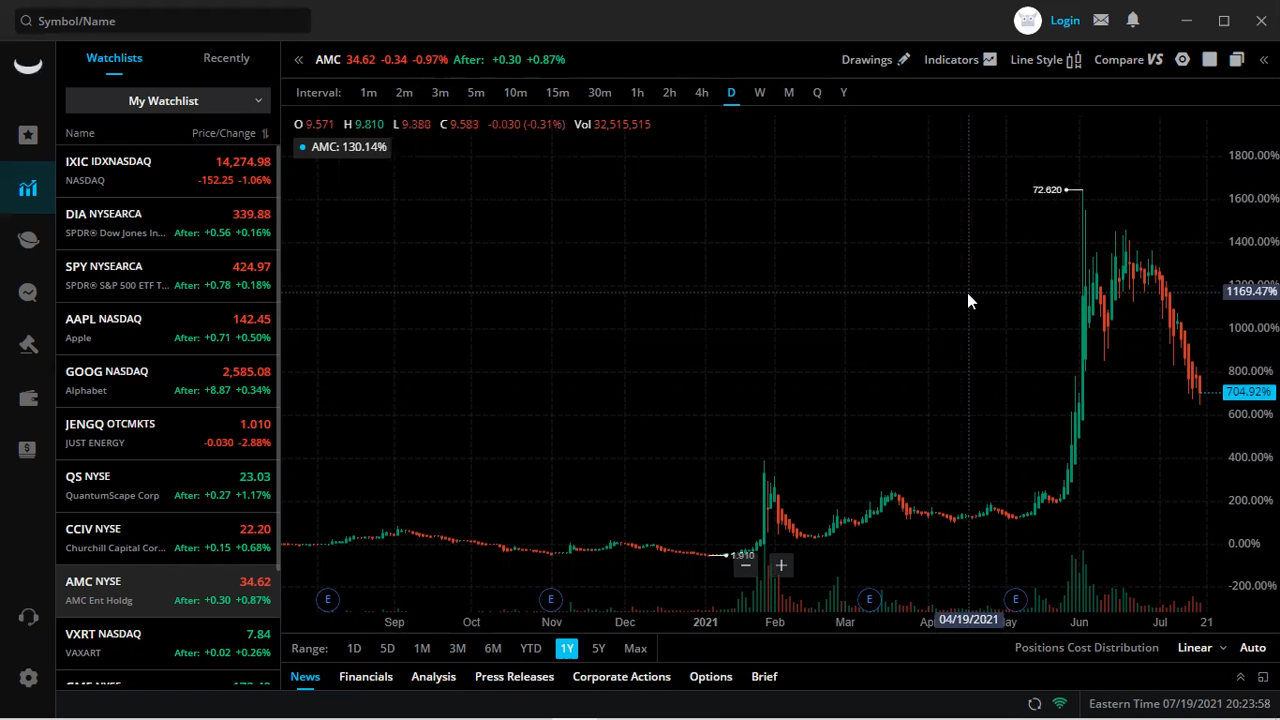 Symbol/Name
Login
Watchlists Recently
My Watchlist
Name Price/Change
IXIC IDXNASDAQ 14,274.98
NASDAQ -152.25 -1.06%
DIA NYSEARCA 339.88
SPDR® Dow Jones In... After: +0.56 +0.16%
SPY NYSEARCA 424.97
SPDR® S&P 500 ETF T... After: +0.78 +0.18%
AAPL NASDAQ 142.45
Apple After: +0.71 +0.50%
GOOG NASDAQ 2,585.08
Alphabet After: +8.87 +0.34%
JENGQ OTCMKTS 1.010
JUST ENERGY -0.030 -2.88%
QS NYSE 23.03
QuantumScape Corp After: +0.27 +1.17%
CCIV NYSE 22.20
Churchill Capital Cor... After: +0.15 +0.68%
AMC NYSE 34.62
AMC Ent Holdg After: +0.30 +0.87%
VXRT NASDAQ 7.84
VAXART After: +0.02 +0.26%
AMC 34.62 -0.34 -0.97% After: +0.30 +0.87%
Drawings Indicators Line Style Compare VS
Interval: 1m 2m 3m 5m 10m 15m 30m 1h 2h 4h D W M Q Y
O 9.571 H 9.810 L 9.380 C 9.583 -0.030 (-0.31%) Vol 32,515,515
AMC: 130.14%
1800.00%
72.620
1600.00%
1400.00%
1169.47%
1000.00%
800.00%
704.92%
600.00%
400.00%
200.00%
0.00%
1.910
-200.00%
E E E E
Sep Oct Nov Dec 2021 Feb Mar 04/19/2021 Jun Jul 21
Range: 1D 5D 1M 3M 6M YTD 1Y 5Y Max
Positions Cost Distribution Linear Auto
News Financials Analysis Press Releases Corporate Actions Options Brief
Eastern Time 07/19/2021 20:23:58